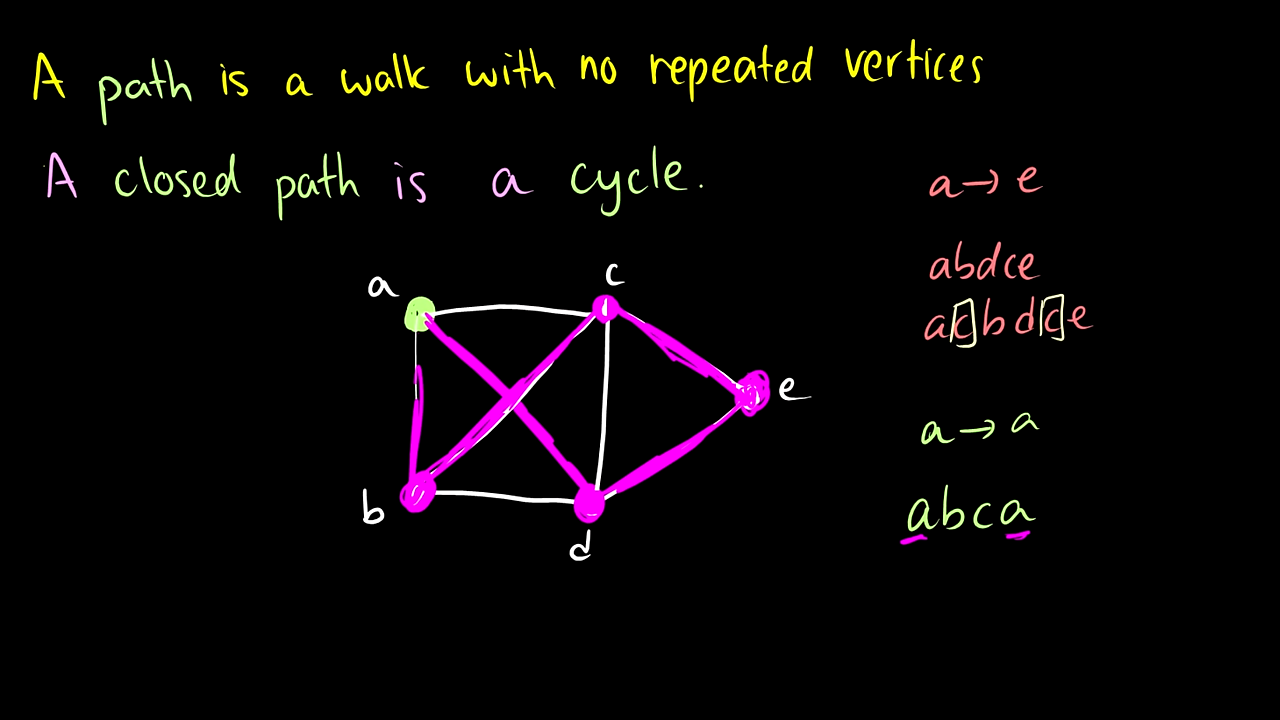 A path is a walk with no repeated vertices
A closed path is a cycle.
a → e
abdce
acbdce
a → a
abca
a
c
e
b
d